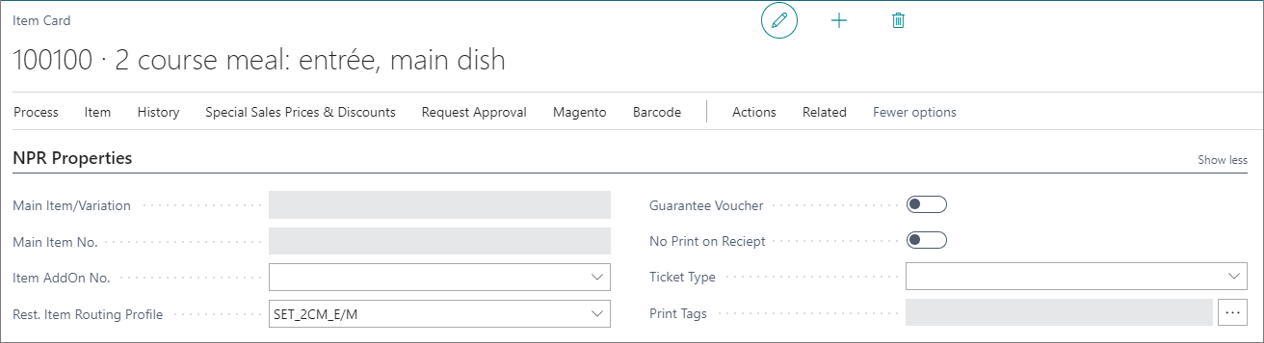 Item Card
100100 · 2 course meal: entrée, main dish
Process Item History Special Sales Prices & Discounts Request Approval Magento Barcode Actions Related Fewer options
NPR Properties Show less
Main Item/Variation Guarantee Voucher
Main Item No. No Print on Reciept
Item AddOn No. Ticket Type
Rest. Item Routing Profile SET_2CM_E/M Print Tags ...